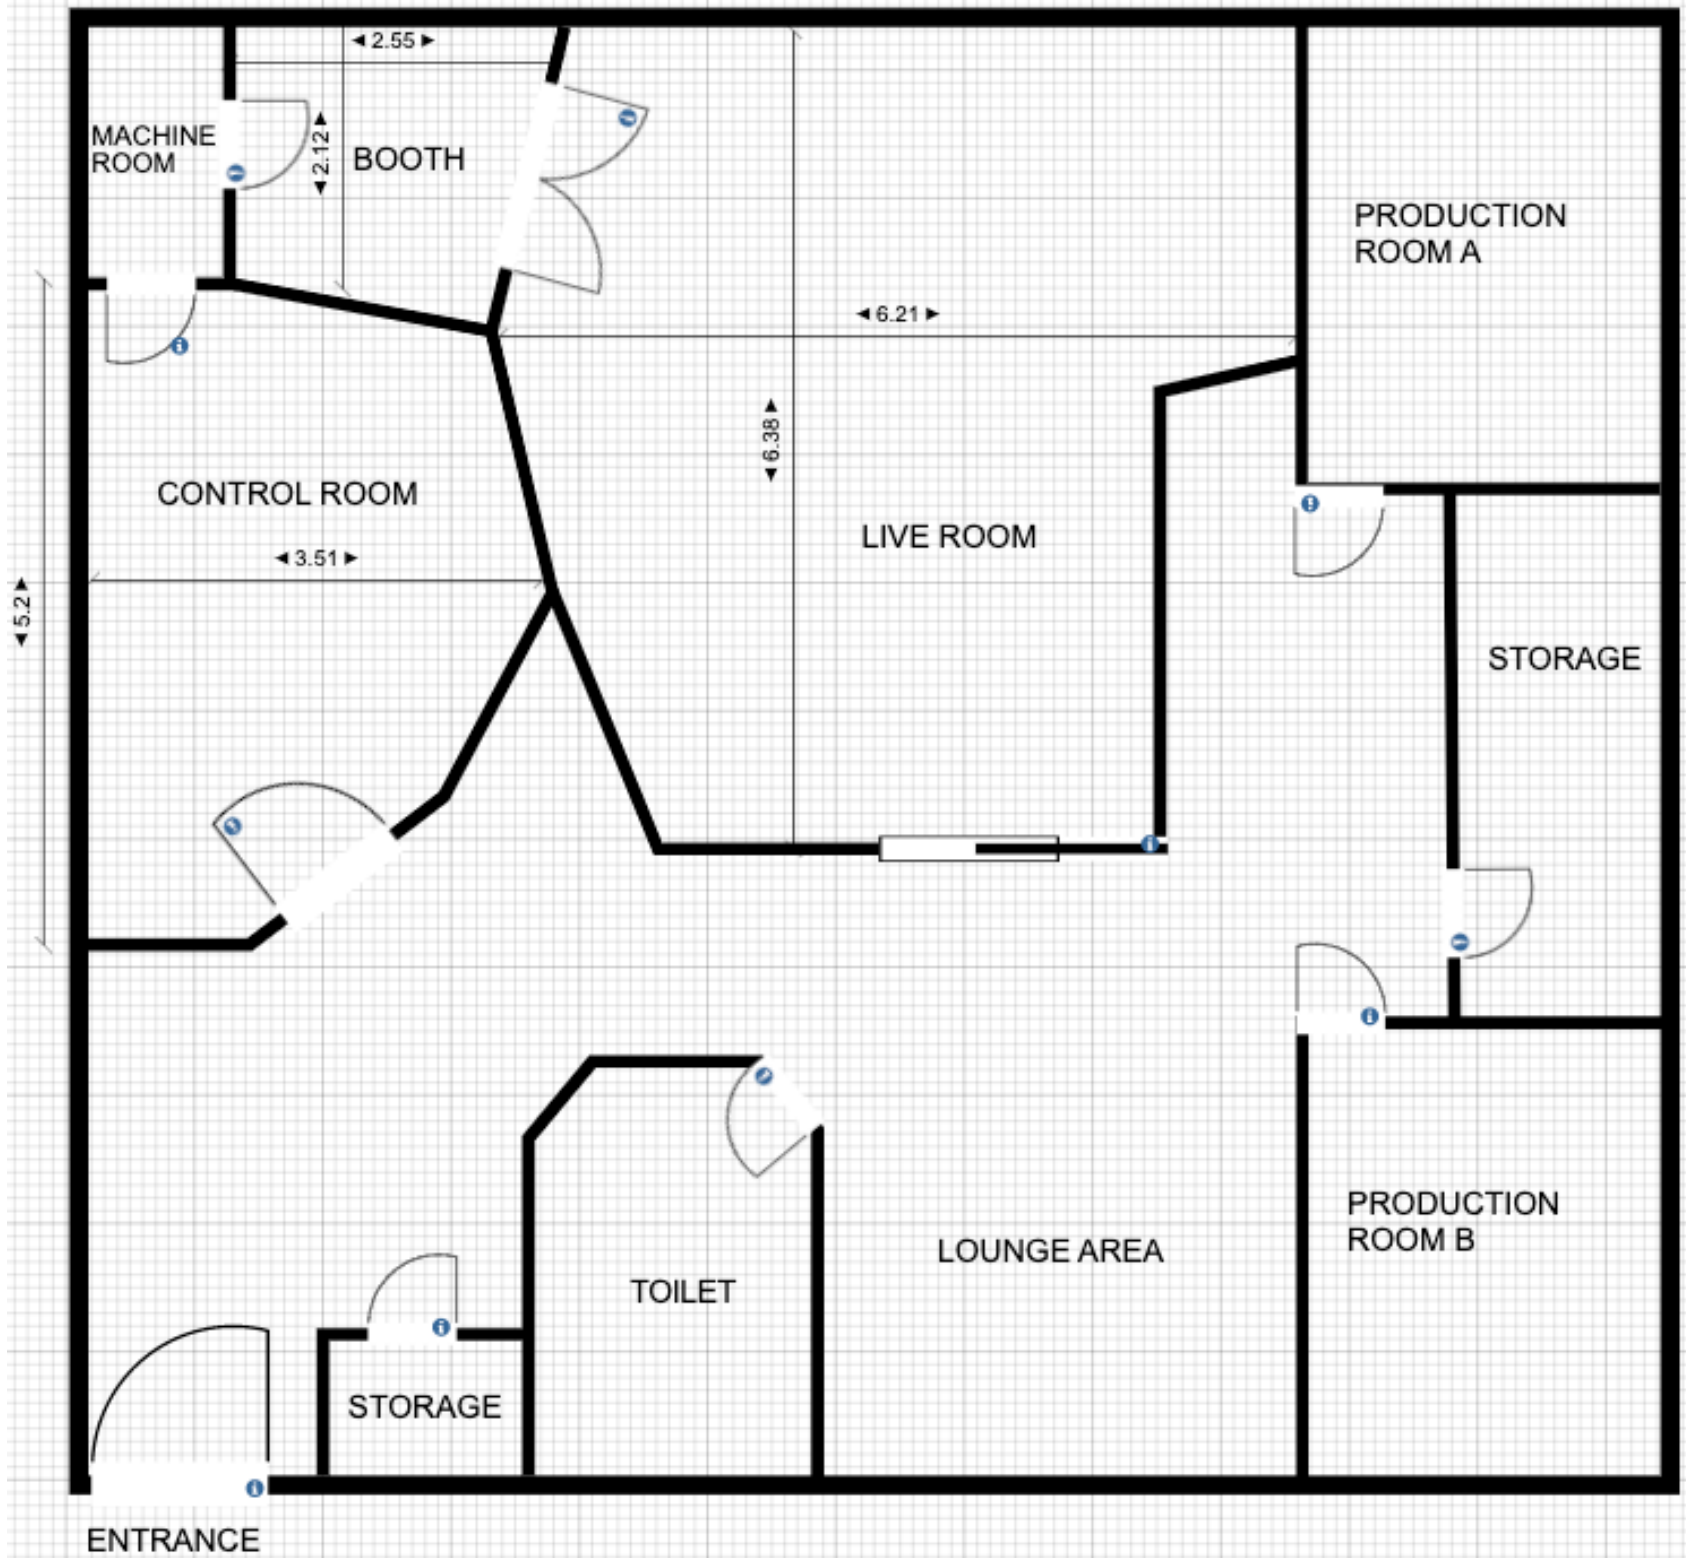 2.55
MACHINE
ROOM
2.12
BOOTH
PRODUCTION
ROOM A
6.21
6.38
CONTROL ROOM
LIVE ROOM
3.51
5.2
STORAGE
PRODUCTION
ROOM B
LOUNGE AREA
TOILET
STORAGE
ENTRANCE